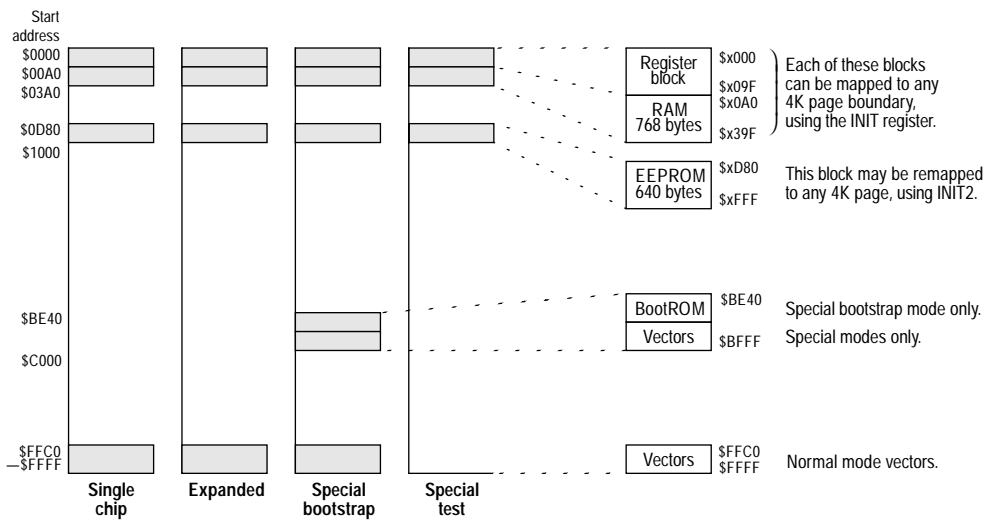 Start
address
$0000
$00A0
$03A0
$0D80
$1000
$BE40
$C000
$FFC0
—$FFFF
Single
chip
Expanded
Special
bootstrap
Special
test
Register
block
$x000
$x09F
RAM
768 bytes
$x0A0
$x39F
Each of these blocks
can be mapped to any
4K page boundary,
using the INIT register.
EEPROM
640 bytes
$xD80
$xFFF
This block may be remapped
to any 4K page, using INIT2.
BootROM
$BE40
Special bootstrap mode only.
Vectors
$BFFF
Special modes only.
Vectors
$FFC0
$FFFF
Normal mode vectors.